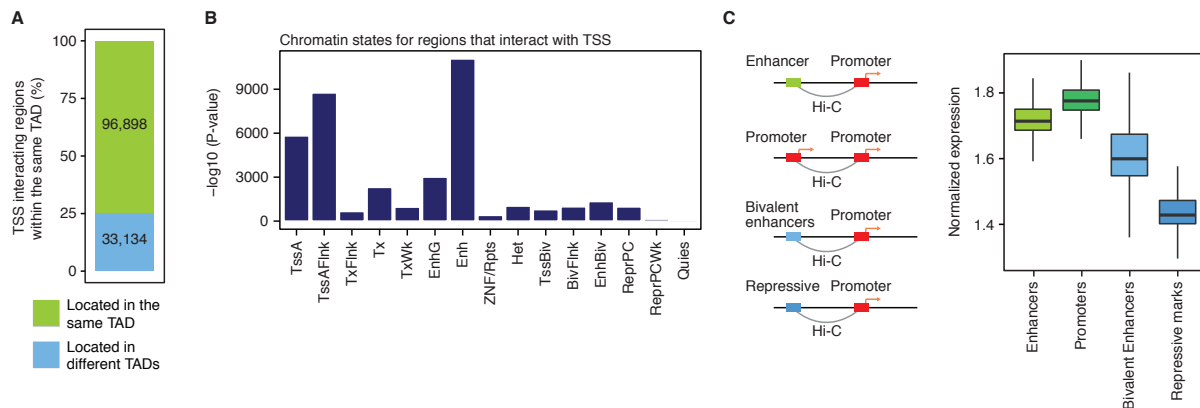 A
TSS interacting regions
within the same TAD (%)
100
75
50
25
0
96,898
33,134
Located in the
same TAD
Located in
different TADs
B
Chromatin states for regions that interact with TSS
−log10 (P-value)
9000
6000
3000
0
TssA
TssAFlnk
TxFlnk
Tx
TxWk
EnhG
Enh
ZNF/Rpts
Het
TssBiv
BivFlnk
EnhBiv
ReprPC
ReprPCWk
Quies
C
Enhancer Promoter
Hi-C
Promoter Promoter
Hi-C
Bivalent
enhancers Promoter
Hi-C
Repressive Promoter
Hi-C
Normalized expression
1.8
1.6
1.4
Enhancers
Promoters
Bivalent Enhancers
Repressive marks